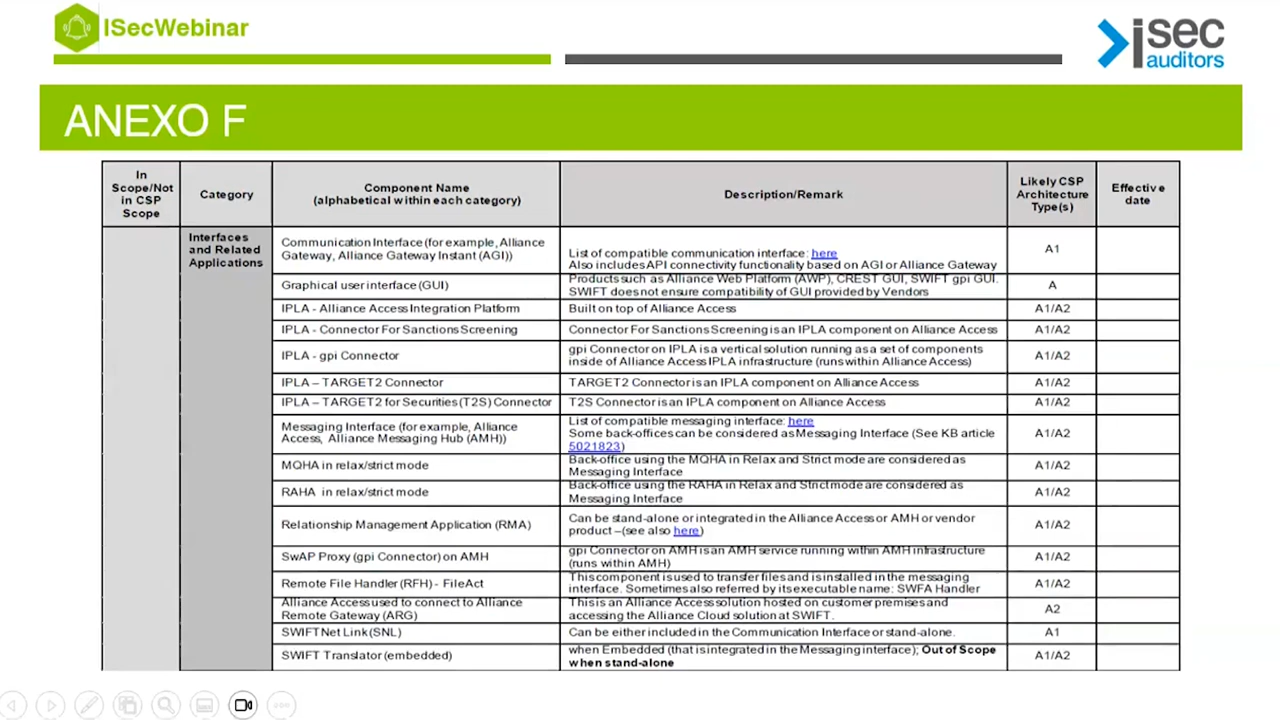 ISecWebinar
isec
auditors
ANEXO F
In
Scope/Not
in CSP
Scope
Category
Component Name
(alphabetical within each category)
Description/Remark
Likely CSP
Architecture
Type(s)
Effective
date
Interfaces
and Related
Applications
Communication Interface (for example, Alliance
Gateway, Alliance Gateway Instant (AGI))
List of compatible communication interface: here
Also includes API connectivity functionality based on AGI or Alliance Gateway
A1
Graphical user interface (GUI)
Products such as Alliance Web Platform (AWP), CREST GUI, SWIFT gpi GUI.
SWIFT does not ensure compatibility of GUI provided by Vendors
A
IPLA - Alliance Access Integration Platform
Built on top of Alliance Access
A1/A2
IPLA - Connector For Sanctions Screening
Connector For Sanctions Screening is an IPLA component on Alliance Access
A1/A2
IPLA - gpi Connector
gpi Connector on IPLA is a vertical solution running as a set of components
inside of Alliance Access IPLA infrastructure (runs within Alliance Access)
A1/A2
IPLA – TARGET2 Connector
TARGET2 Connector is an IPLA component on Alliance Access
A1/A2
IPLA – TARGET2 for Securities (T2S) Connector
T2S Connector is an IPLA component on Alliance Access
A1/A2
Messaging Interface (for example, Alliance
Access, Alliance Messaging Hub (AMH))
List of compatible messaging interface: here
Some back-offices can be considered as Messaging Interface (See KB article
5021823)
A1/A2
MQHA in relax/strict mode
Back-office using the MQHA in Relax and Strict mode are considered as
Messaging Interface
A1/A2
RAHA in relax/strict mode
Back-office using the RAHA in Relax and Strict mode are considered as
Messaging Interface
A1/A2
Relationship Management Application (RMA)
Can be stand-alone or integrated in the Alliance Access or AMH or vendor
product –(see also here)
A1/A2
SwAP Proxy (gpi Connector) on AMH
gpi Connector on AMH is an AMH service running within AMH infrastructure
(runs within AMH)
A1/A2
Remote File Handler (RFH) - FileAct
This component is used to transfer files and is installed in the messaging
interface. Sometimes also referred by its executable name: SWFA Handler
A1/A2
Alliance Access used to connect to Alliance
Remote Gateway (ARG)
This is an Alliance Access solution hosted on customer premises and
accessing the Alliance Cloud solution at SWIFT.
A2
SWIFTNet Link (SNL)
Can be either included in the Communication Interface or stand-alone.
A1
SWIFT Translator (embedded)
when Embedded (that is integrated in the Messaging interface); Out of Scope
when stand-alone
A1/A2